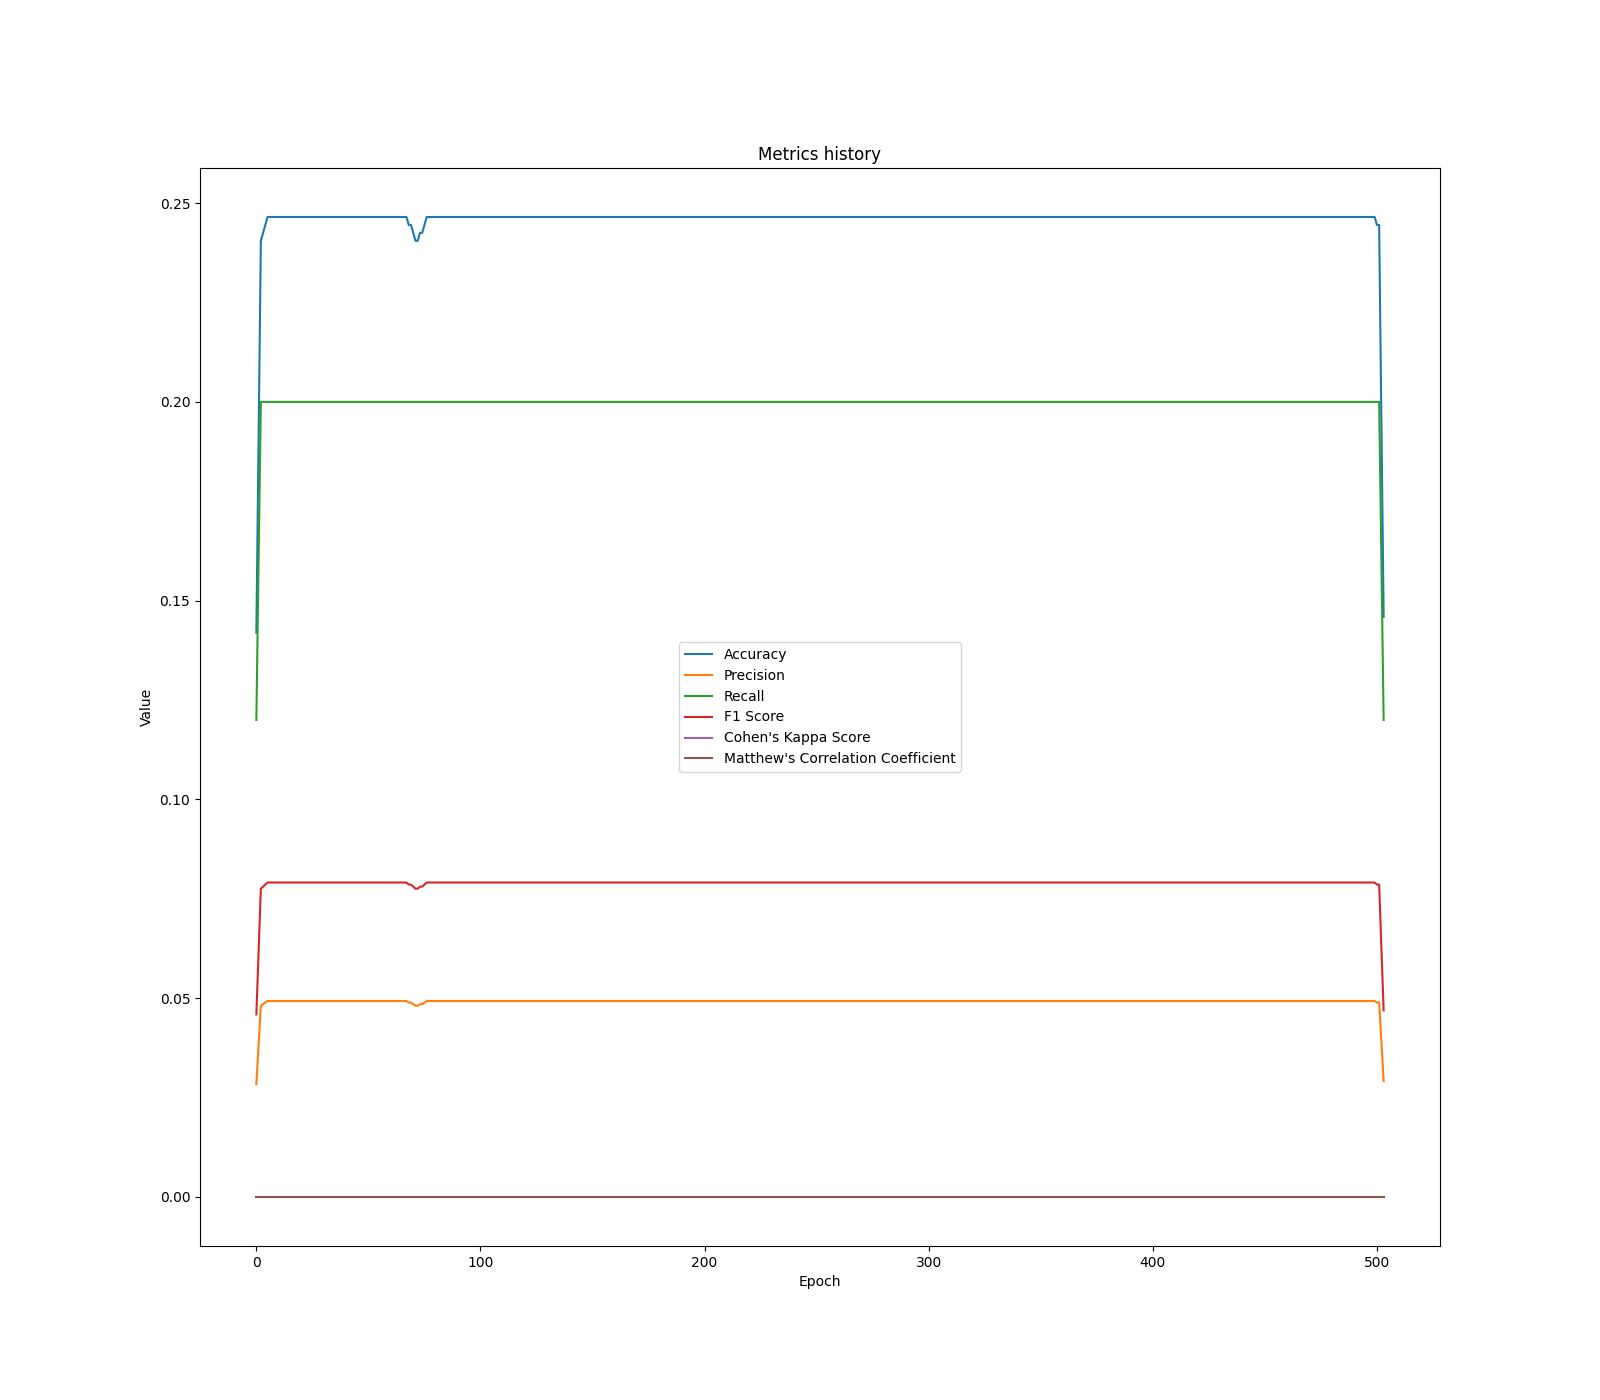 Metrics history
0.25
0.20
0.15
0.10
0.05
0.00
Value
Accuracy
Precision
Recall
F1 Score
Cohen's Kappa Score
Matthew's Correlation Coefficient
0 100 200 300 400 500
Epoch